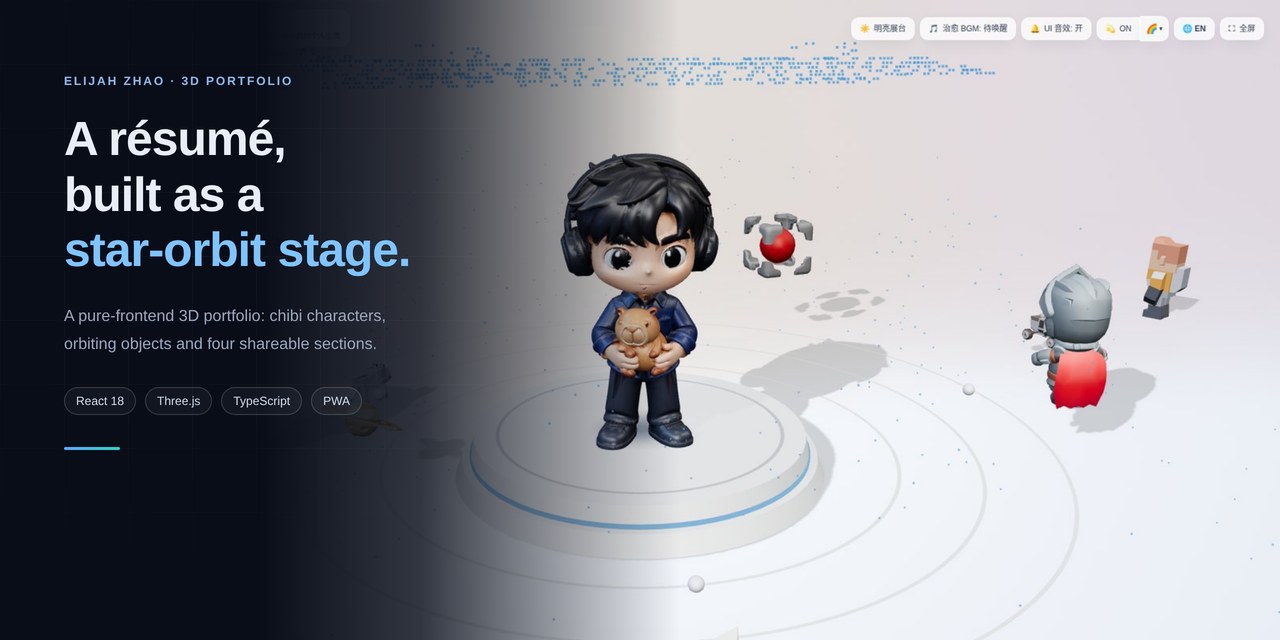 ☀️ 明亮展台
🎵 治愈 BGM: 待唤醒
🔔 UI 音效: 开
💫 ON
🌈 ▾
🌐 EN
⛶ 全屏
ELIJAH ZHAO · 3D PORTFOLIO
A résumé,
built as a
star-orbit stage.
A pure-frontend 3D portfolio: chibi characters,
orbiting objects and four shareable sections.
React 18
Three.js
TypeScript
PWA